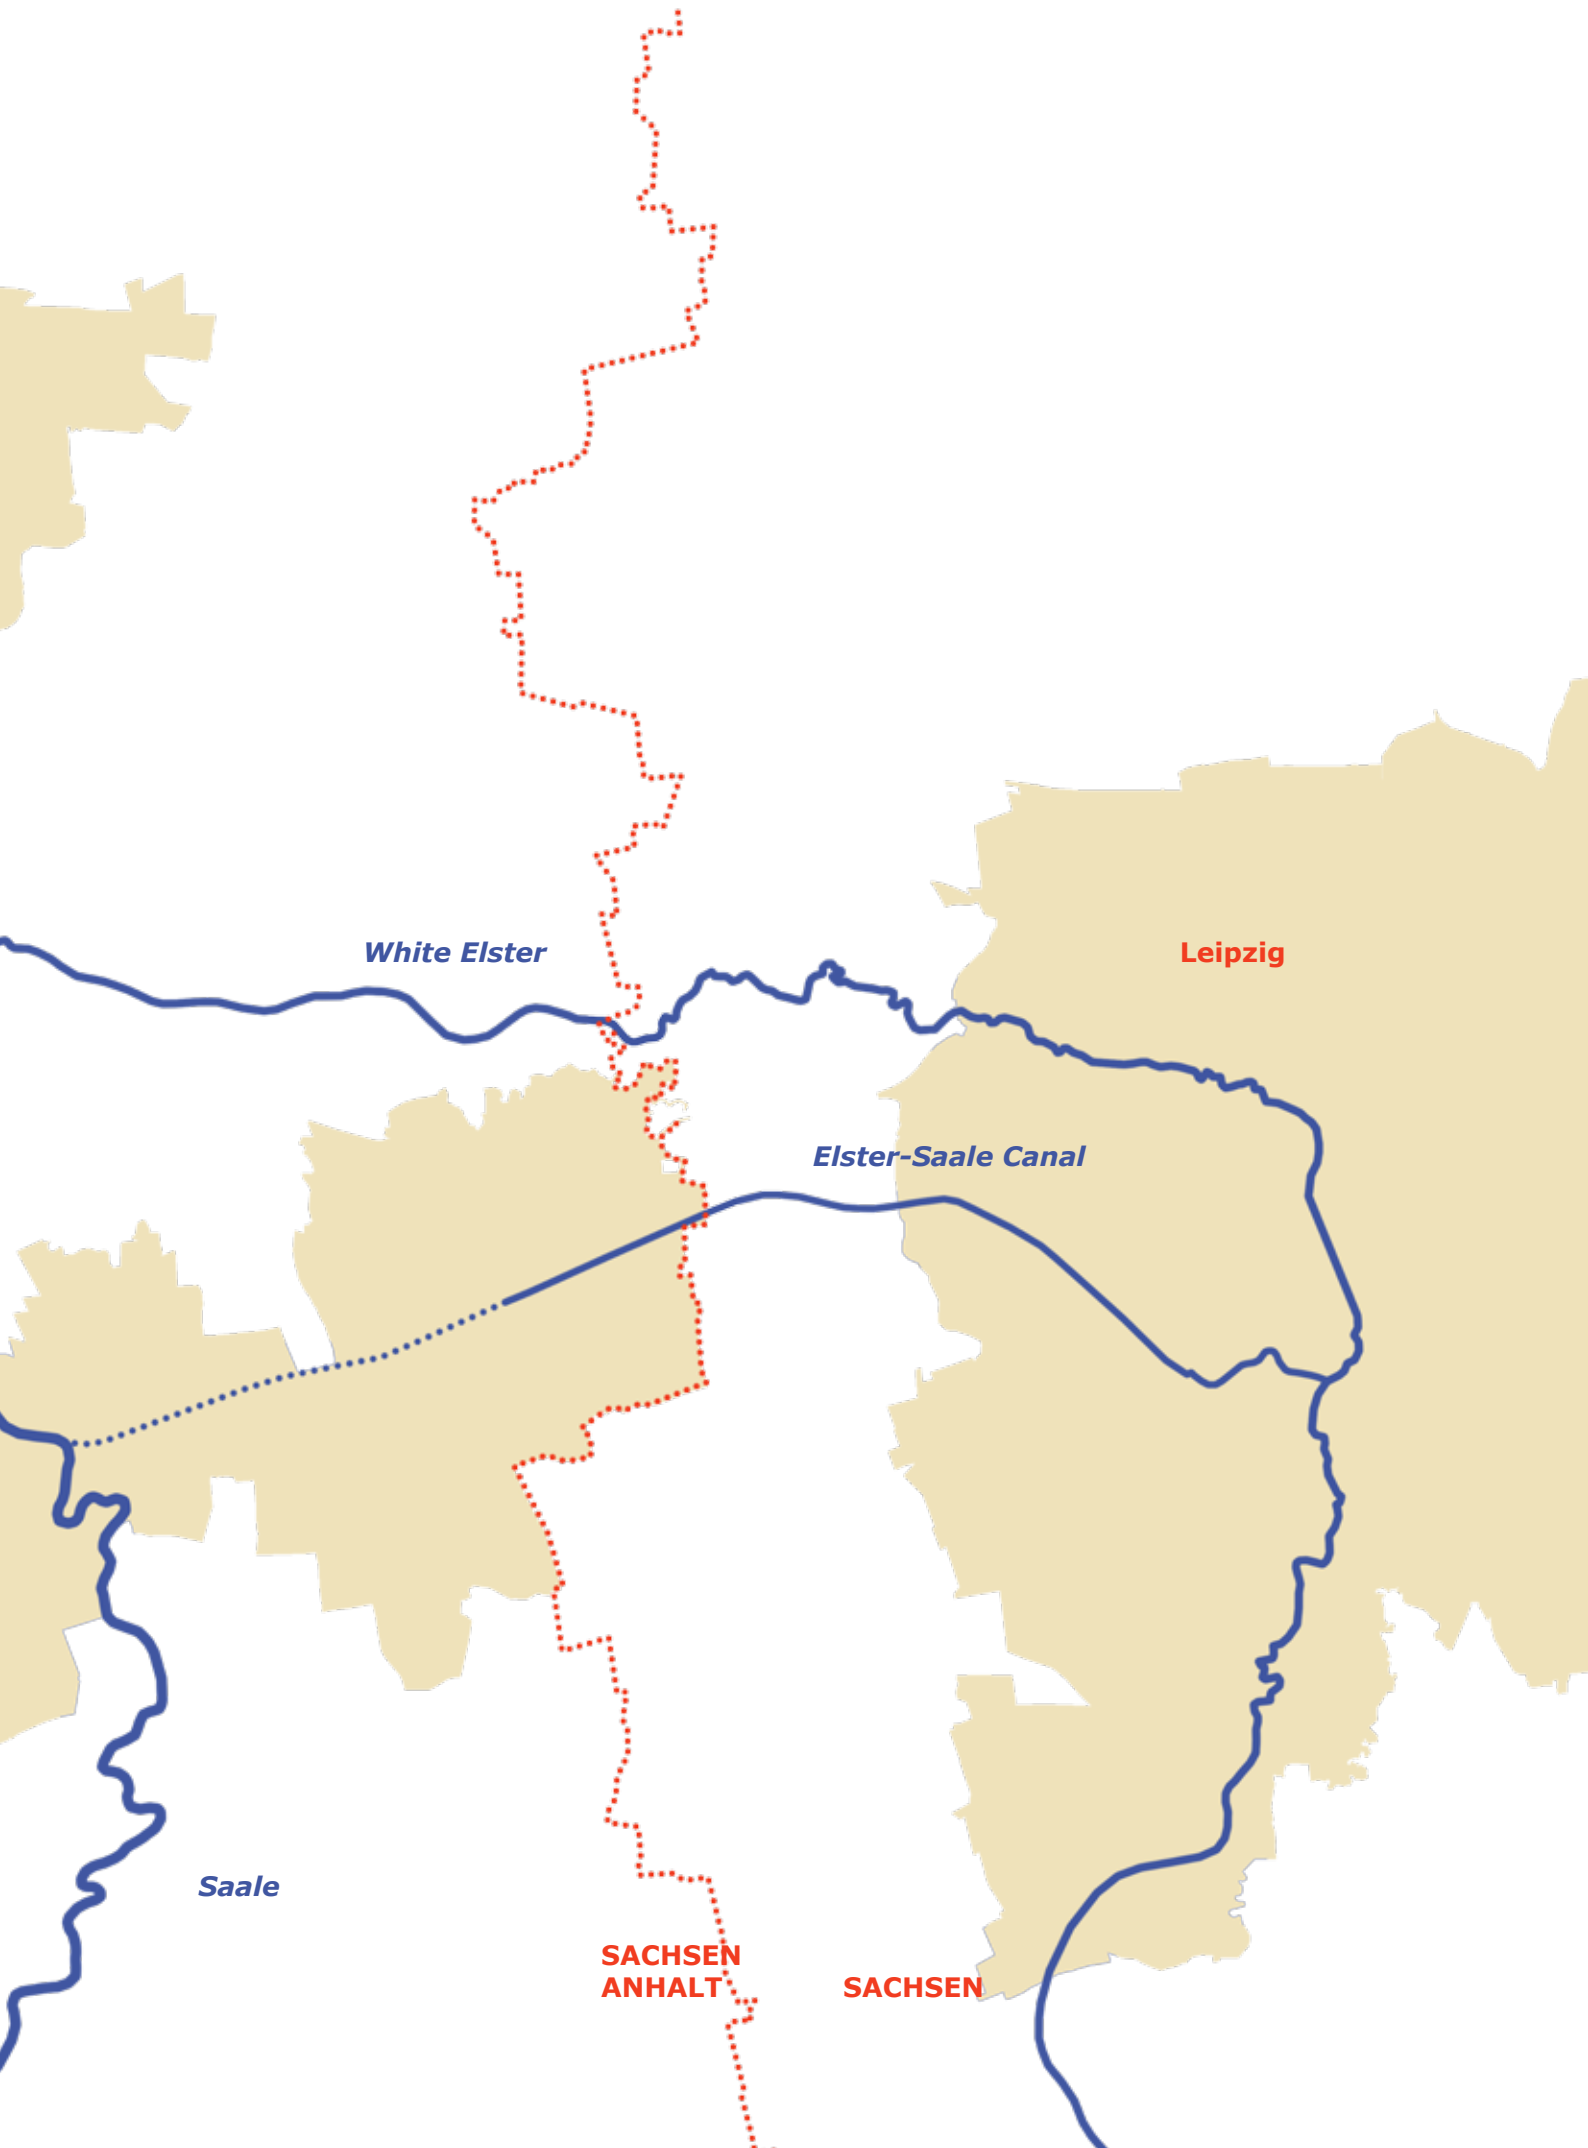 White Elster
Leipzig
Elster-Saale Canal
Saale
SACHSEN
ANHALT
SACHSEN